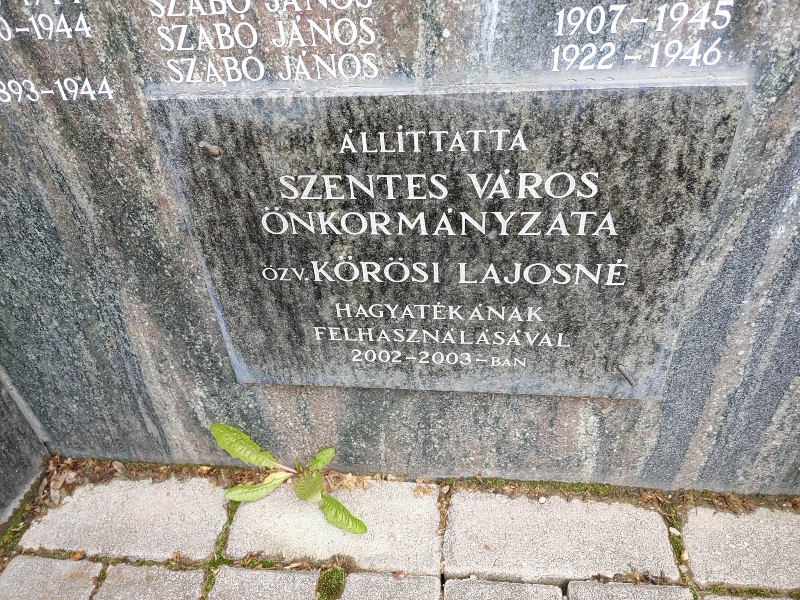 0-1944
893-1944
SZABÓ JÁNOS
SZABÓ JÁNOS
SZABÓ JÁNOS
1907-1945
1922-1946
ÁLLÍTTATTA
SZENTES VÁROS
ÖNKORMÁNYZATA
ÖZV. KÖRÖSI LAJOSNÉ
HAGYATÉKÁNAK
FELHASZNÁLÁSÁVAL
2002-2003-BAN